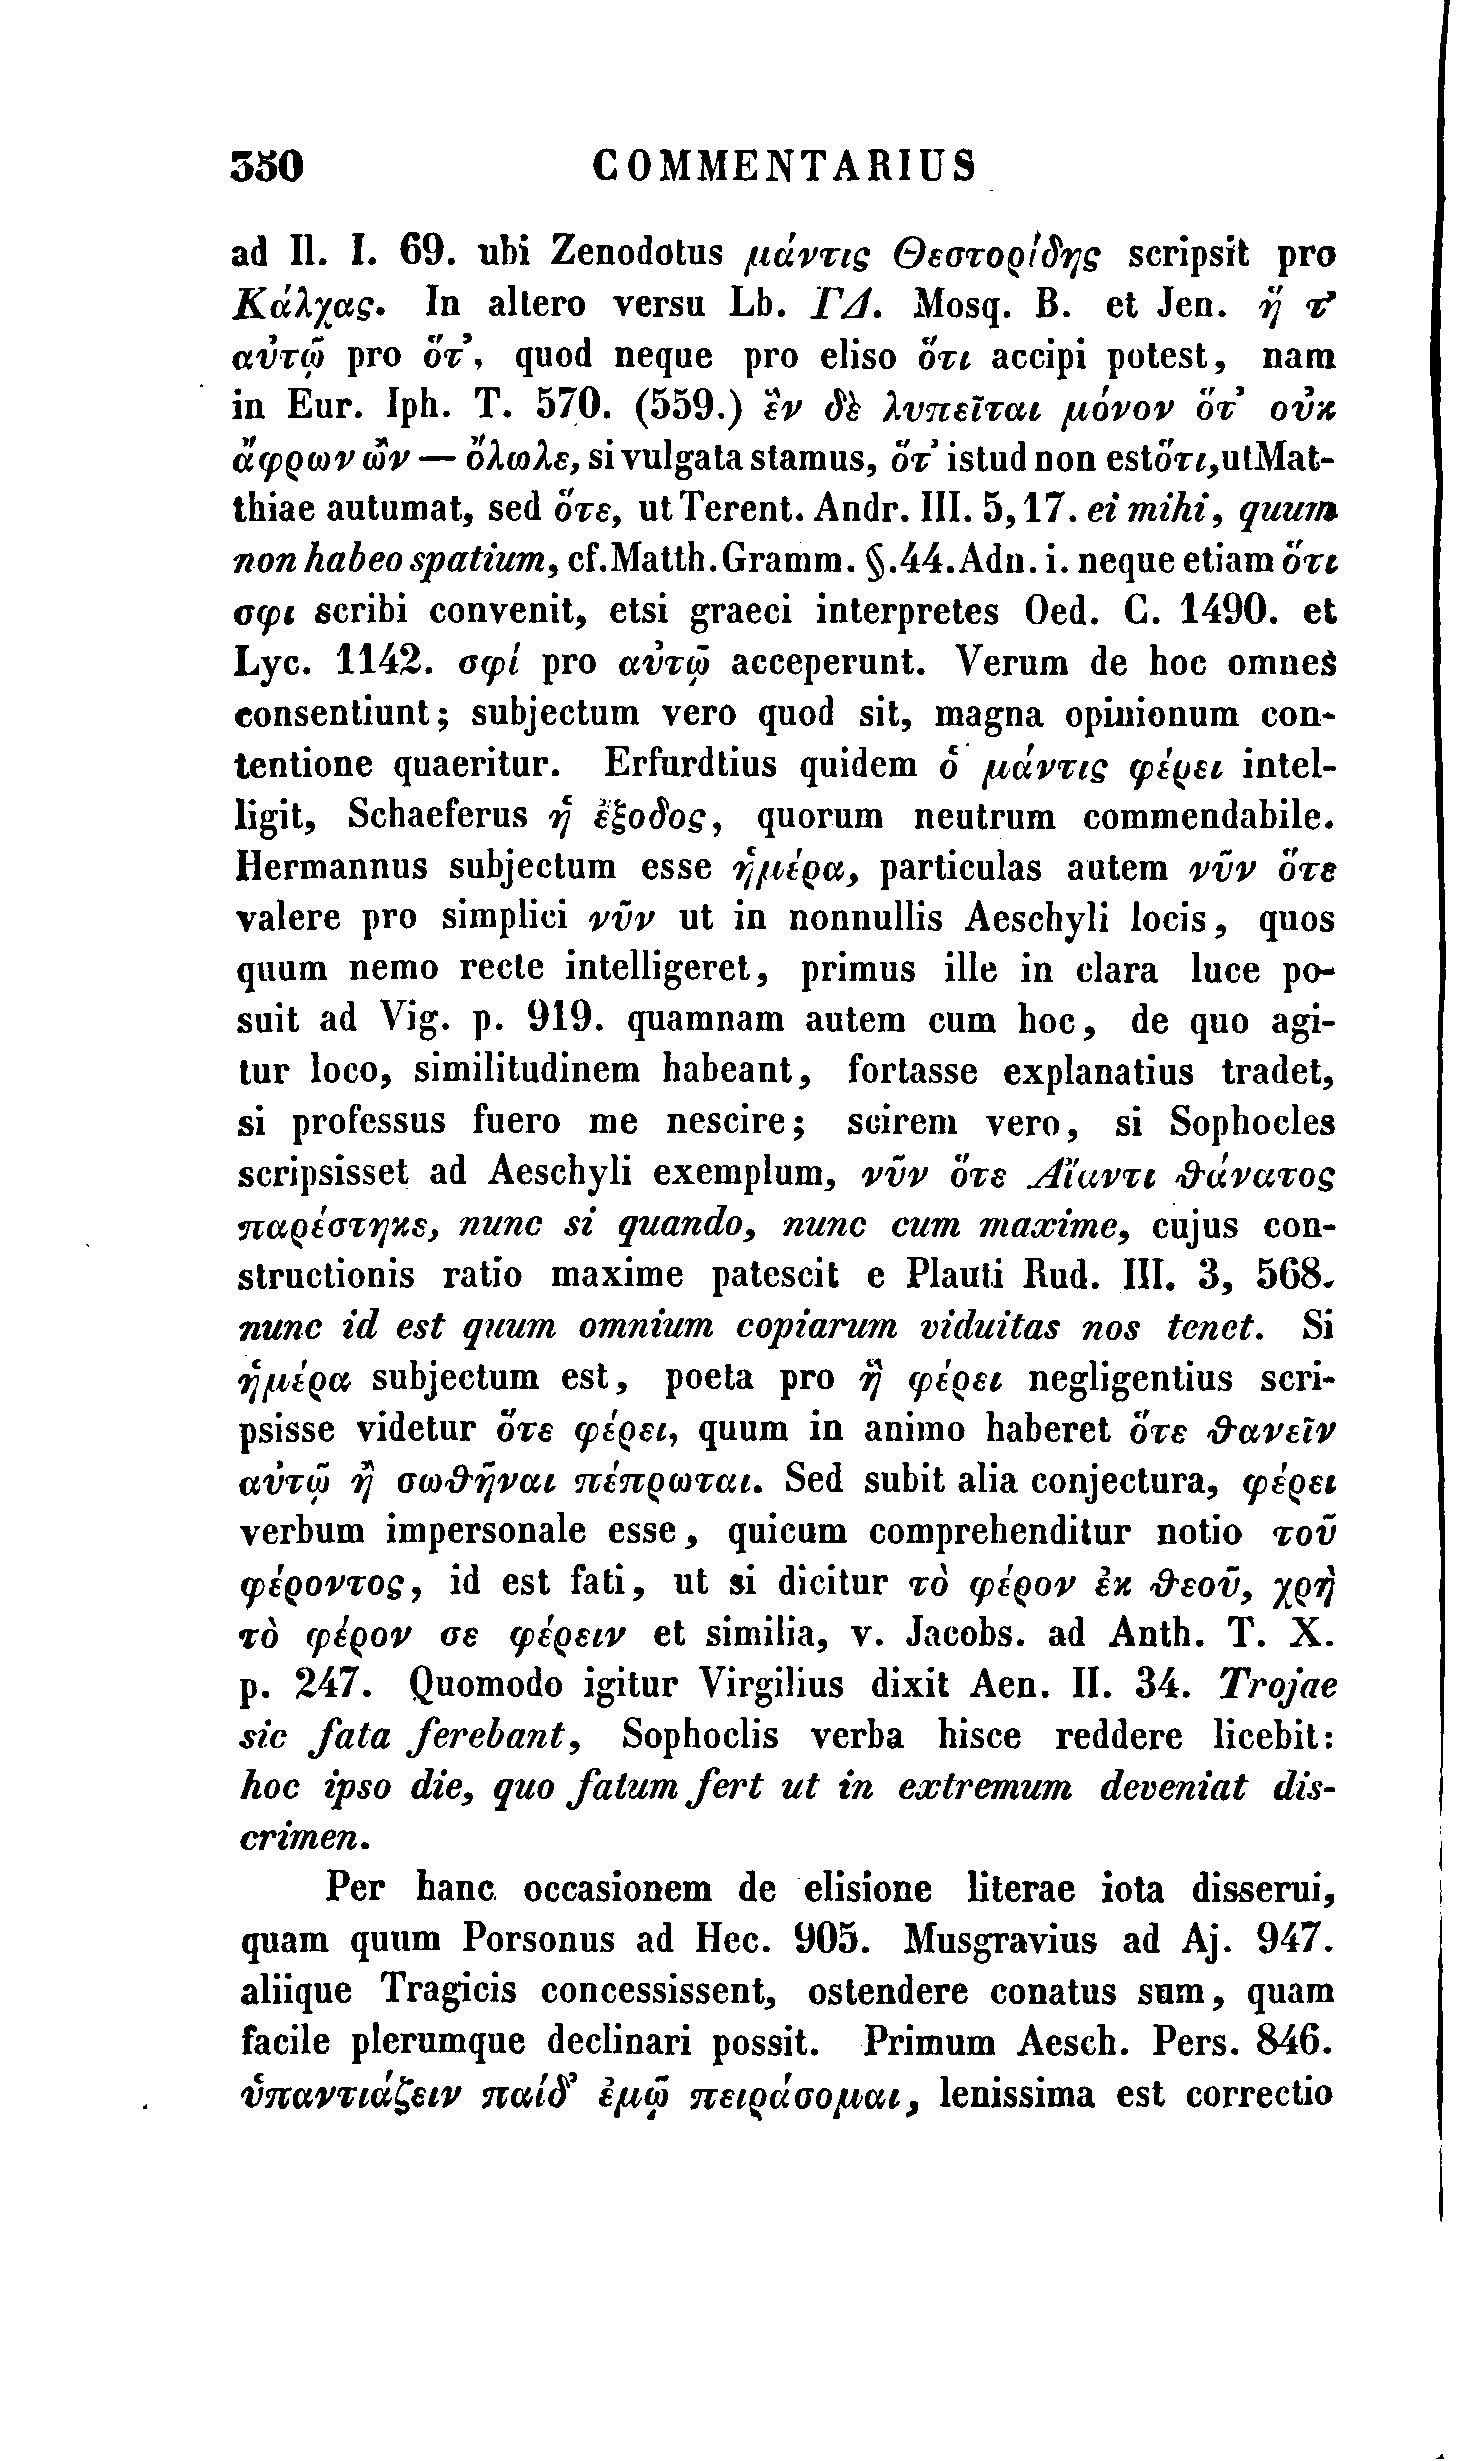 350 COMMENTARIUS
ad Il. I. 69. ubi Zenodotus μάντις Θεστορίδης scripsit pro
Κάλχας. In altero versu Lb. ΓΔ. Mosq. B. et Jen. ἥ τ᾽
αὐτῷ pro ὅτ᾽, quod neque pro eliso ὅτι accipi potest, nam
in Eur. Iph. T. 570. (559.) ἓν δὲ λυπεῖται μόνον ὅτ᾽ οὐκ
ἄφρων ὢν — ὄλωλε, si vulgata stamus, ὅτ᾽ istud non est ὅτι, ut Mat-
thiae autumat, sed ὅτε, ut Terent. Andr. III. 5, 17. ei mihi, quum
non habeo spatium, cf. Matth. Gramm. §. 44. Adn. i. neque etiam ὅτι
σφι scribi convenit, etsi graeci interpretes Oed. C. 1490. et
Lyc. 1142. σφί pro αὐτῷ acceperunt. Verum de hoc omnes
consentiunt; subjectum vero quod sit, magna opinionum con-
tentione quaeritur. Erfurdtius quidem ὁ μάντις φέρει intel-
ligit, Schaeferus ἡ ἔξοδος, quorum neutrum commendabile.
Hermannus subjectum esse ἡμέρα, particulas autem νῦν ὅτε
valere pro simplici νῦν ut in nonnullis Aeschyli locis, quos
quum nemo recte intelligeret, primus ille in clara luce po-
suit ad Vig. p. 919. quamnam autem cum hoc, de quo agi-
tur loco, similitudinem habeant, fortasse explanatius tradet,
si professus fuero me nescire; scirem vero, si Sophocles
scripsisset ad Aeschyli exemplum, νῦν ὅτε Αἴαντι θάνατος
παρέστηκε, nunc si quando, nunc cum maxime, cujus con-
structionis ratio maxime patescit e Plauti Rud. III. 3, 568.
nunc id est quum omnium copiarum viduitas nos tenet. Si
ἡμέρα subjectum est, poeta pro ἣ φέρει negligentius scri-
psisse videtur ὅτε φέρει, quum in animo haberet ὅτε θανεῖν
αὐτῷ ἢ σωθῆναι πέπρωται. Sed subit alia conjectura, φέρει
verbum impersonale esse, quicum comprehenditur notio τοῦ
φέροντος, id est fati, ut si dicitur τὸ φέρον ἐκ θεοῦ, χρὴ
τὸ φέρον σε φέρειν et similia, v. Jacobs. ad Anth. T. X.
p. 247. Quomodo igitur Virgilius dixit Aen. II. 34. Trojae
sic fata ferebant, Sophoclis verba hisce reddere licebit:
hoc ipso die, quo fatum fert ut in extremum deveniat dis-
crimen.
Per hanc occasionem de elisione literae iota disserui,
quam quum Porsonus ad Hec. 905. Musgravius ad Aj. 947.
aliique Tragicis concessissent, ostendere conatus sum, quam
facile plerumque declinari possit. Primum Aesch. Pers. 846.
ὑπαντιάζειν παίδ᾽ ἐμῷ πειράσομαι, lenissima est correctio